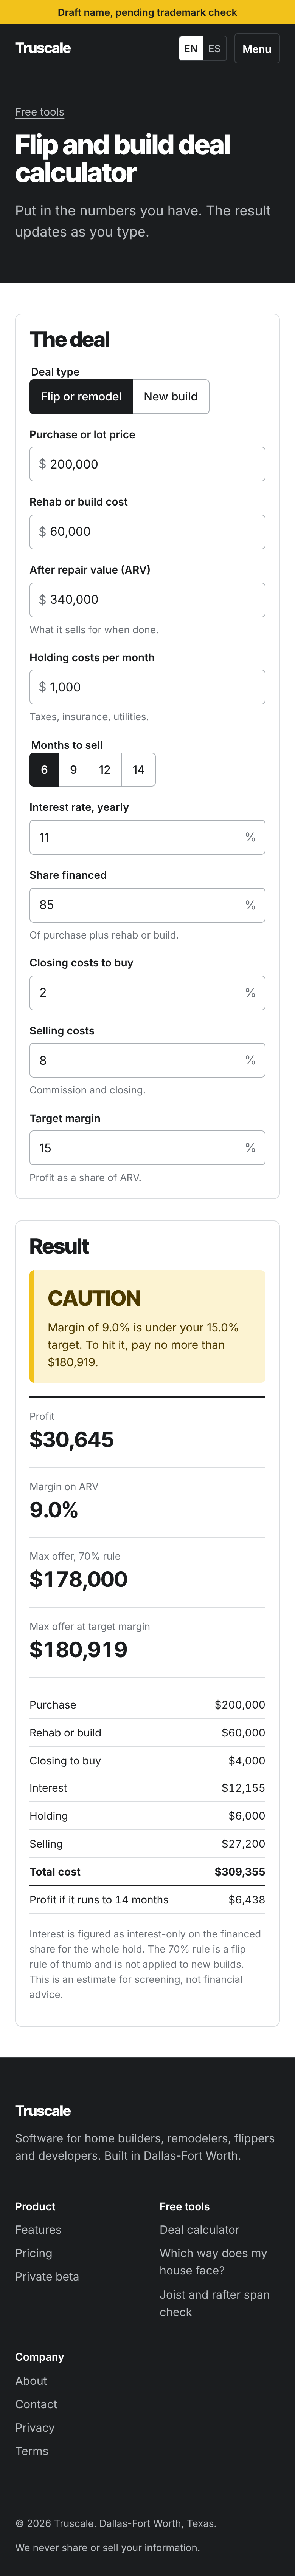 Draft name, pending trademark check
Truscale
EN ES Menu
Free tools
Flip and build deal
calculator
Put in the numbers you have. The result
updates as you type.
The deal
Deal type
Flip or remodel New build
Purchase or lot price
$ 200,000
Rehab or build cost
$ 60,000
After repair value (ARV)
$ 340,000
What it sells for when done.
Holding costs per month
$ 1,000
Taxes, insurance, utilities.
Months to sell
6 9 12 14
Interest rate, yearly
11 %
Share financed
85 %
Of purchase plus rehab or build.
Closing costs to buy
2 %
Selling costs
8 %
Commission and closing.
Target margin
15 %
Profit as a share of ARV.
Result
CAUTION
Margin of 9.0% is under your 15.0%
target. To hit it, pay no more than
$180,919.
Profit
$30,645
Margin on ARV
9.0%
Max offer, 70% rule
$178,000
Max offer at target margin
$180,919
Purchase $200,000
Rehab or build $60,000
Closing to buy $4,000
Interest $12,155
Holding $6,000
Selling $27,200
Total cost $309,355
Profit if it runs to 14 months $6,438
Interest is figured as interest-only on the financed
share for the whole hold. The 70% rule is a flip
rule of thumb and is not applied to new builds.
This is an estimate for screening, not financial
advice.
Truscale
Software for home builders, remodelers, flippers
and developers. Built in Dallas-Fort Worth.
Product
Features
Pricing
Private beta
Free tools
Deal calculator
Which way does my
house face?
Joist and rafter span
check
Company
About
Contact
Privacy
Terms
© 2026 Truscale. Dallas-Fort Worth, Texas.
We never share or sell your information.